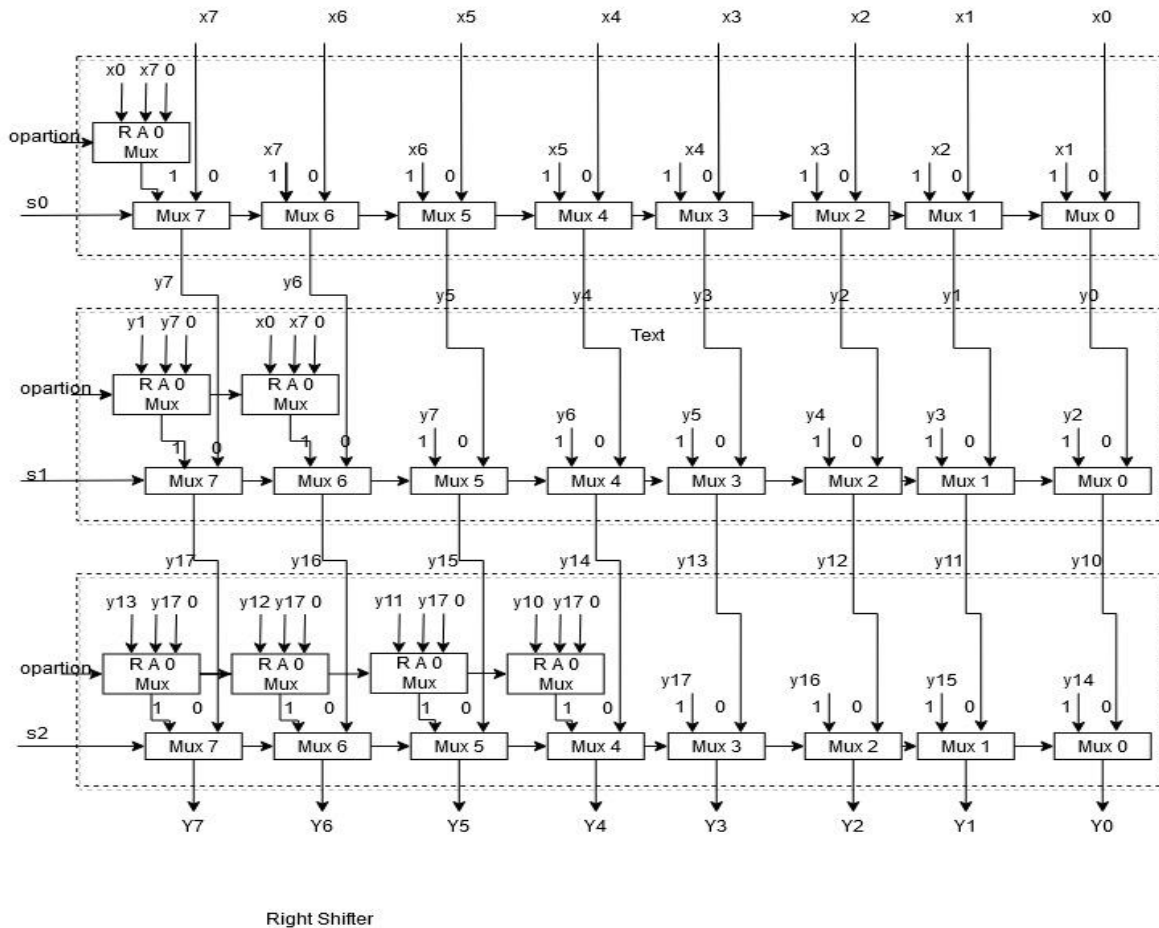 x7 x6 x5 x4 x3 x2 x1 x0
x0 x7 0
opartion
R A 0
Mux
x7 x6 x5 x4 x3 x2 x1
1 0 1 0 1 0 1 0 1 0 1 0 1 0 1 0
s0
Mux 7 Mux 6 Mux 5 Mux 4 Mux 3 Mux 2 Mux 1 Mux 0
y7 y6 y5 y4 y3 y2 y1 y0
y1 y7 0 x0 x7 0
Text
opartion
R A 0 R A 0
Mux Mux
y7 y6 y5 y4 y3 y2
1 0 1 0 1 0 1 0 1 0 1 0 1 0 1 0
s1
Mux 7 Mux 6 Mux 5 Mux 4 Mux 3 Mux 2 Mux 1 Mux 0
y17 y16 y15 y14 y13 y12 y11 y10
y13 y17 0 y12 y17 0 y11 y17 0 y10 y17 0
opartion
R A 0 R A 0 R A 0 R A 0
Mux Mux Mux Mux
y17 y16 y15 y14
1 0 1 0 1 0 1 0 1 0 1 0 1 0 1 0
s2
Mux 7 Mux 6 Mux 5 Mux 4 Mux 3 Mux 2 Mux 1 Mux 0
Y7 Y6 Y5 Y4 Y3 Y2 Y1 Y0
Right Shifter